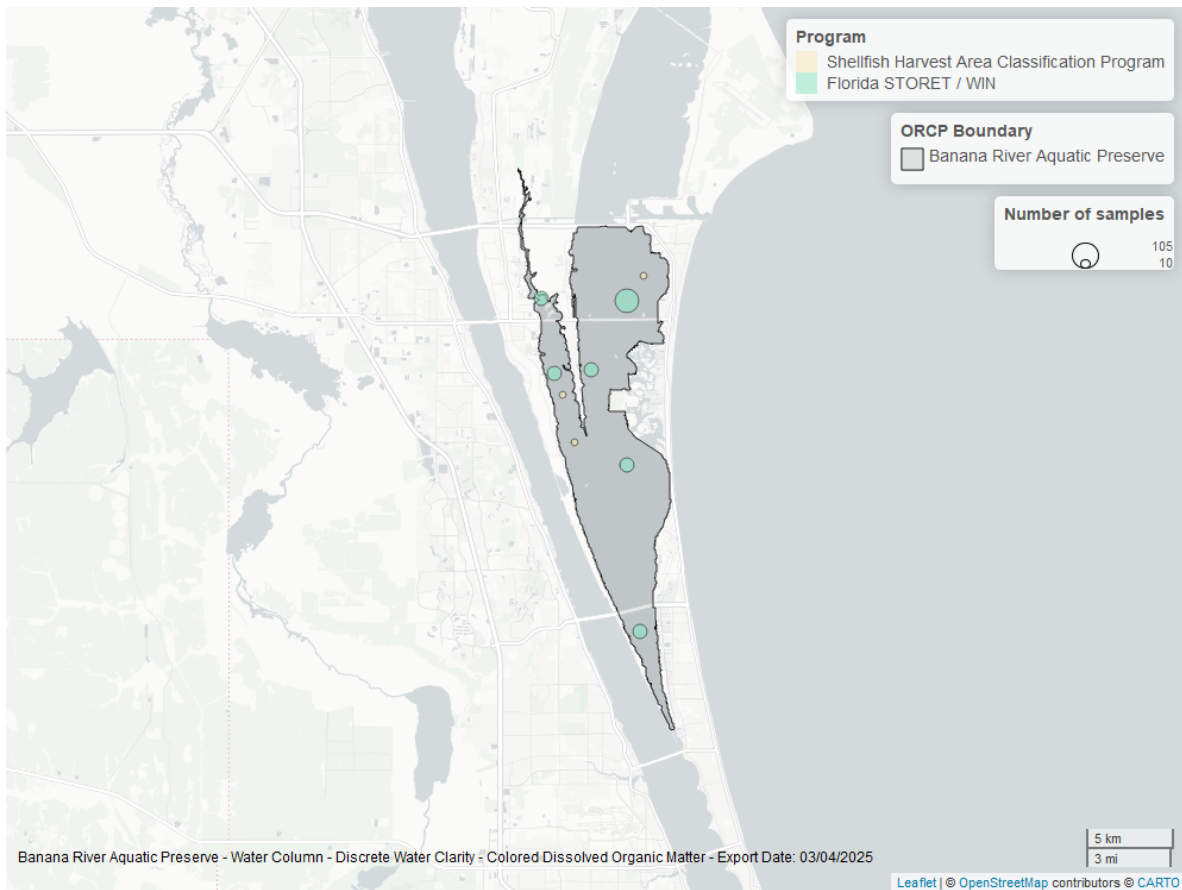 Program
Shellfish Harvest Area Classification Program
Florida STORET / WIN
ORCP Boundary
Banana River Aquatic Preserve
Number of samples
105
10
5 km
3 mi
Banana River Aquatic Preserve - Water Column - Discrete Water Clarity - Colored Dissolved Organic Matter - Export Date: 03/04/2025
Leaflet | © OpenStreetMap contributors © CARTO